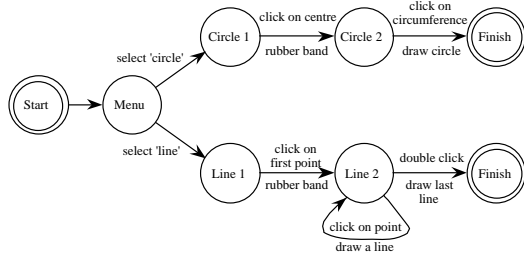 click on centre
click on
circumference
Circle 1
Circle 2
Finish
rubber band
draw circle
select 'circle'
Start
Menu
select 'line'
click on
first point
double click
Line 1
Line 2
Finish
rubber band
draw last
line
click on point
draw a line